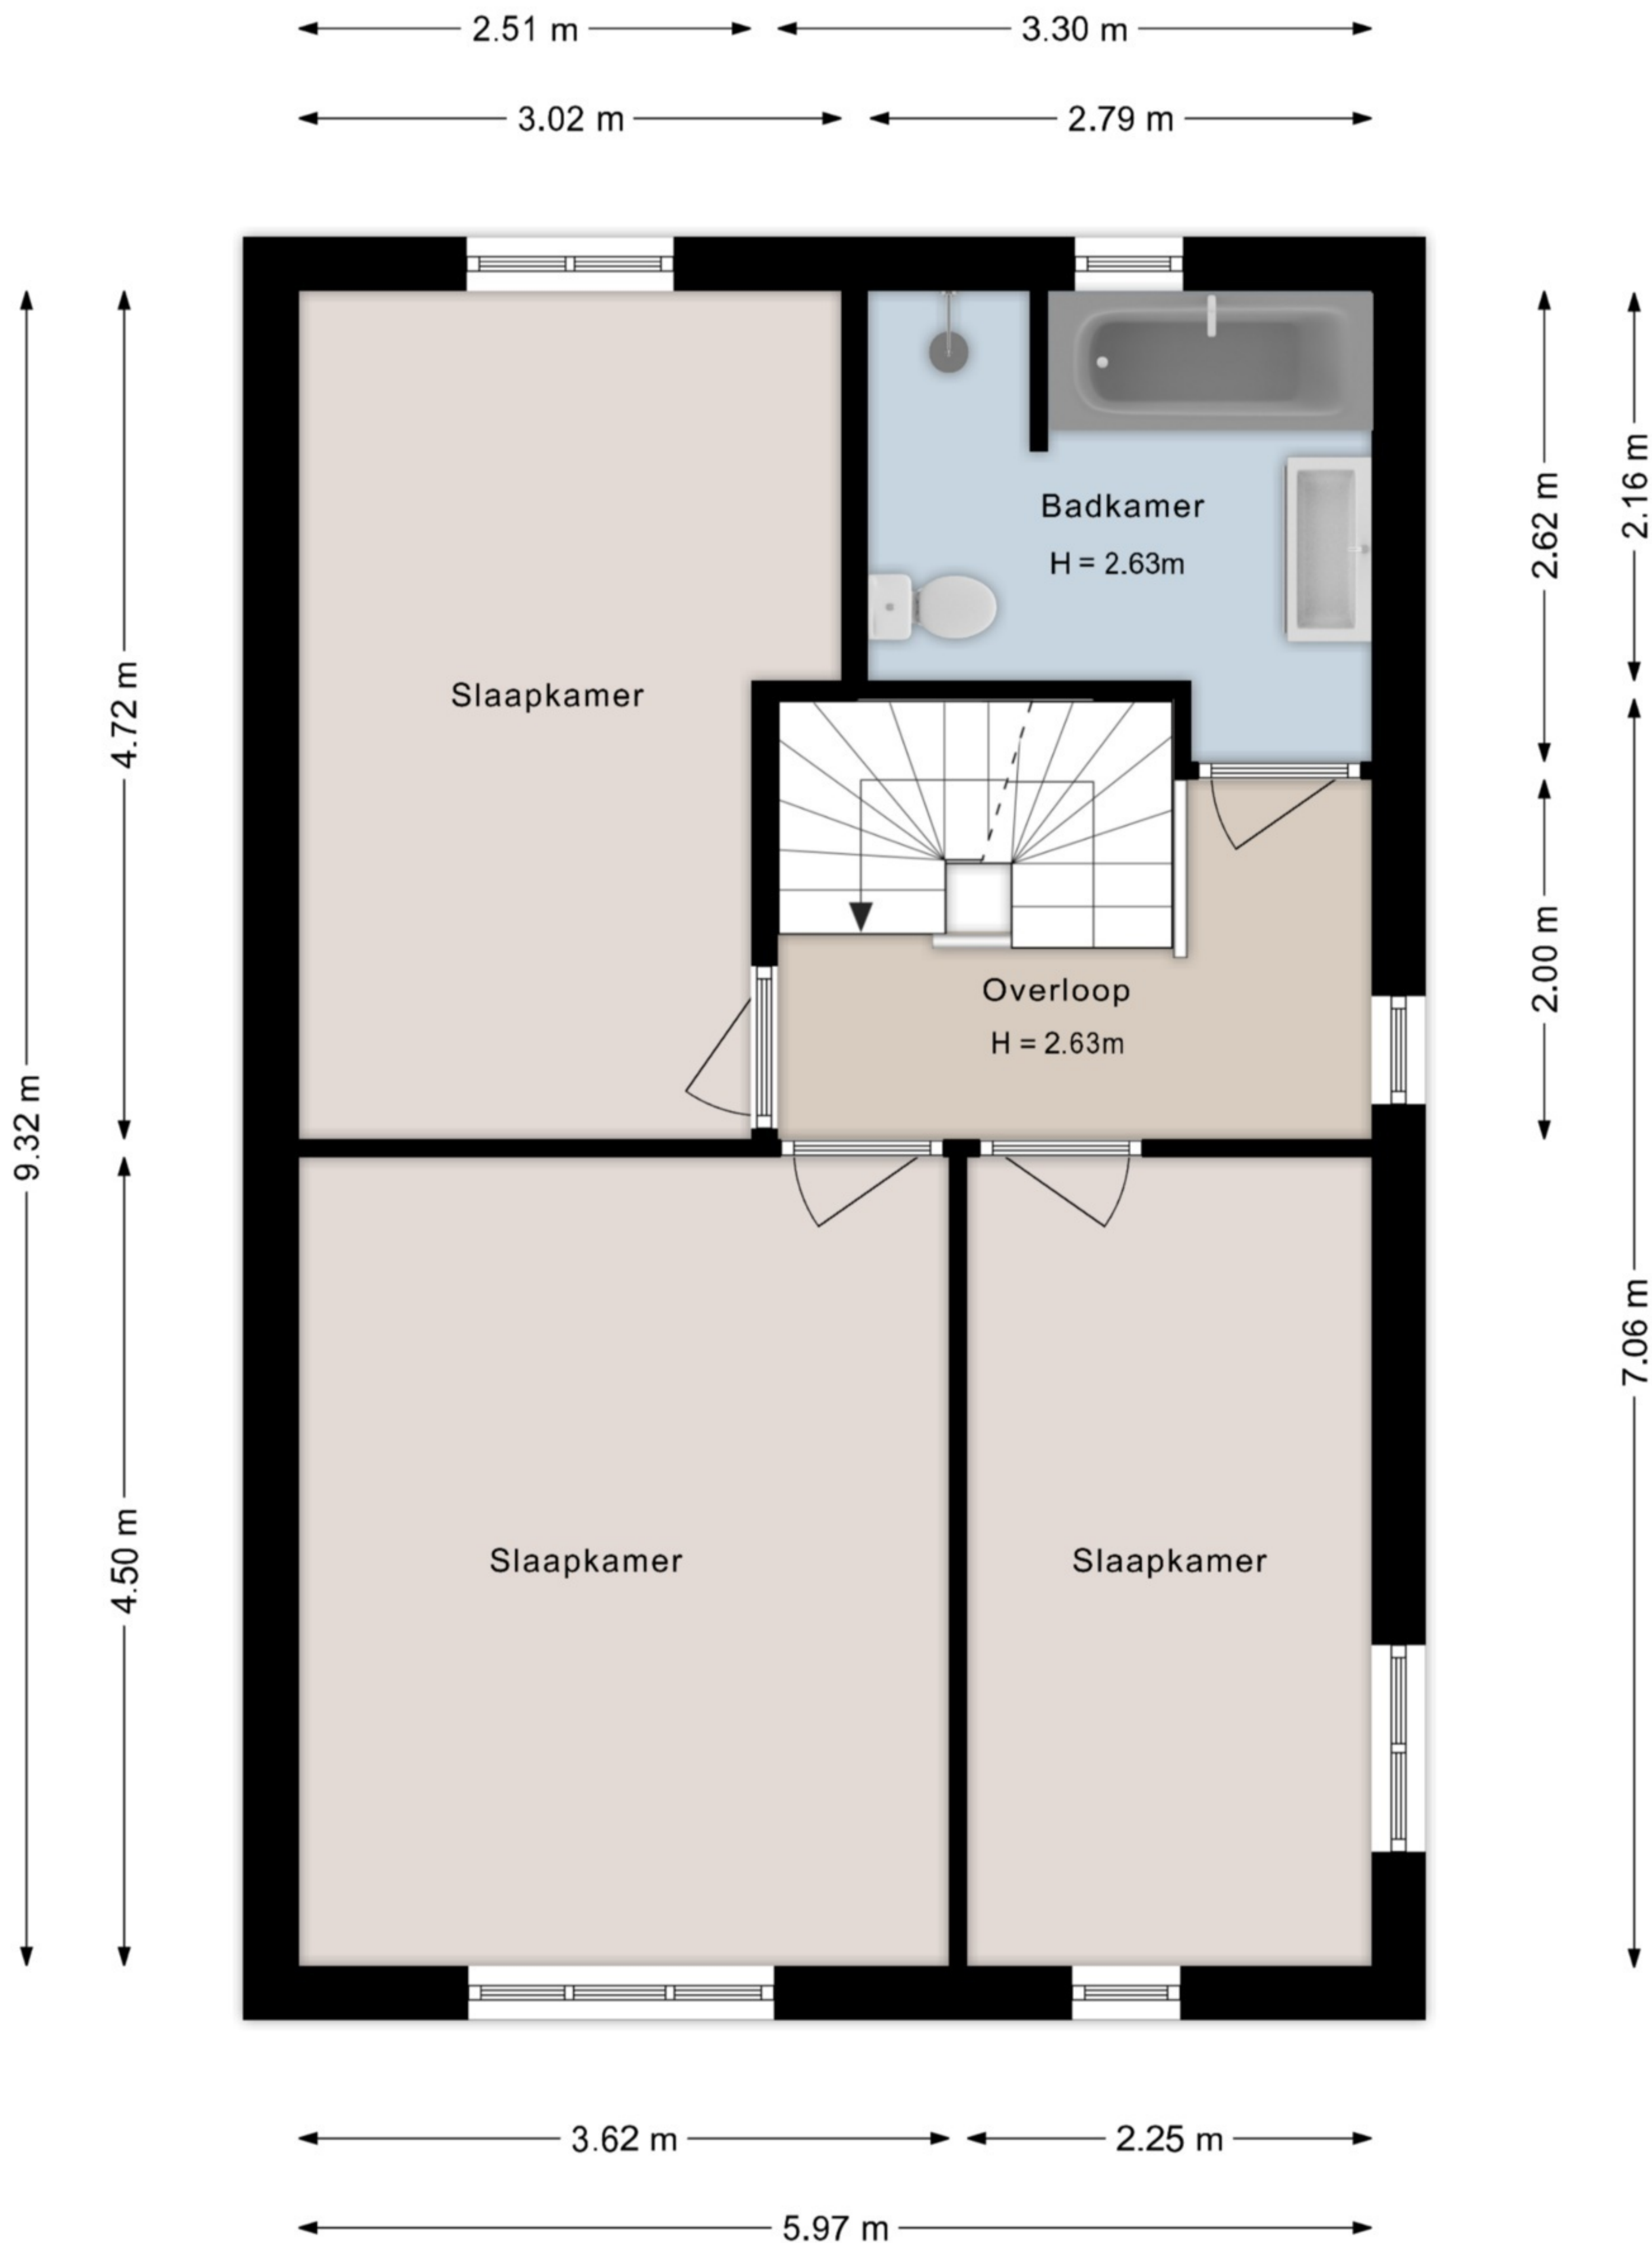 2.51 m
3.30 m
3.02 m
2.79 m
Badkamer
H = 2.63m
2.16 m
2.62 m
Slaapkamer
4.72 m
2.00 m
Overloop
H = 2.63m
9.32 m
7.06 m
4.50 m
Slaapkamer
Slaapkamer
3.62 m
2.25 m
5.97 m